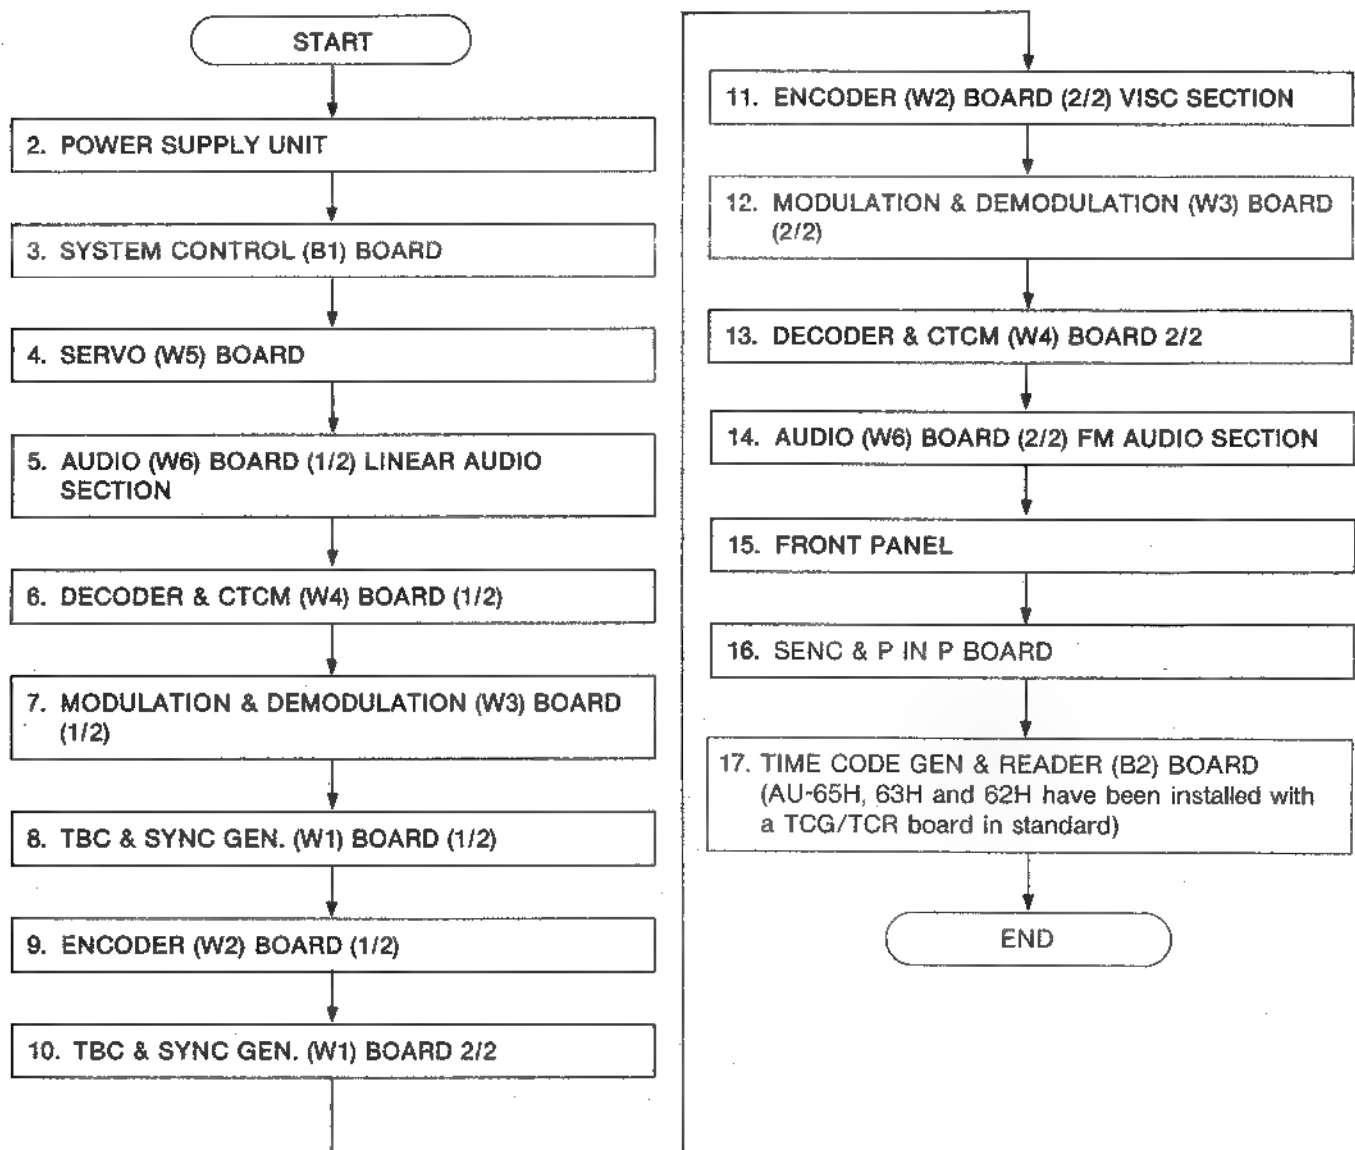 START
2. POWER SUPPLY UNIT
3. SYSTEM CONTROL (B1) BOARD
4. SERVO (W5) BOARD
5. AUDIO (W6) BOARD (1/2) LINEAR AUDIO
SECTION
6. DECODER & CTCM (W4) BOARD (1/2)
7. MODULATION & DEMODULATION (W3) BOARD
(1/2)
8. TBC & SYNC GEN. (W1) BOARD (1/2)
9. ENCODER (W2) BOARD (1/2)
10. TBC & SYNC GEN. (W1) BOARD 2/2
11. ENCODER (W2) BOARD (2/2) VISC SECTION
12. MODULATION & DEMODULATION (W3) BOARD
(2/2)
13. DECODER & CTCM (W4) BOARD 2/2
14. AUDIO (W6) BOARD (2/2) FM AUDIO SECTION
15. FRONT PANEL
16. SENC & P IN P BOARD
17. TIME CODE GEN & READER (B2) BOARD
(AU-65H, 63H and 62H have been installed with
a TCG/TCR board in standard)
END